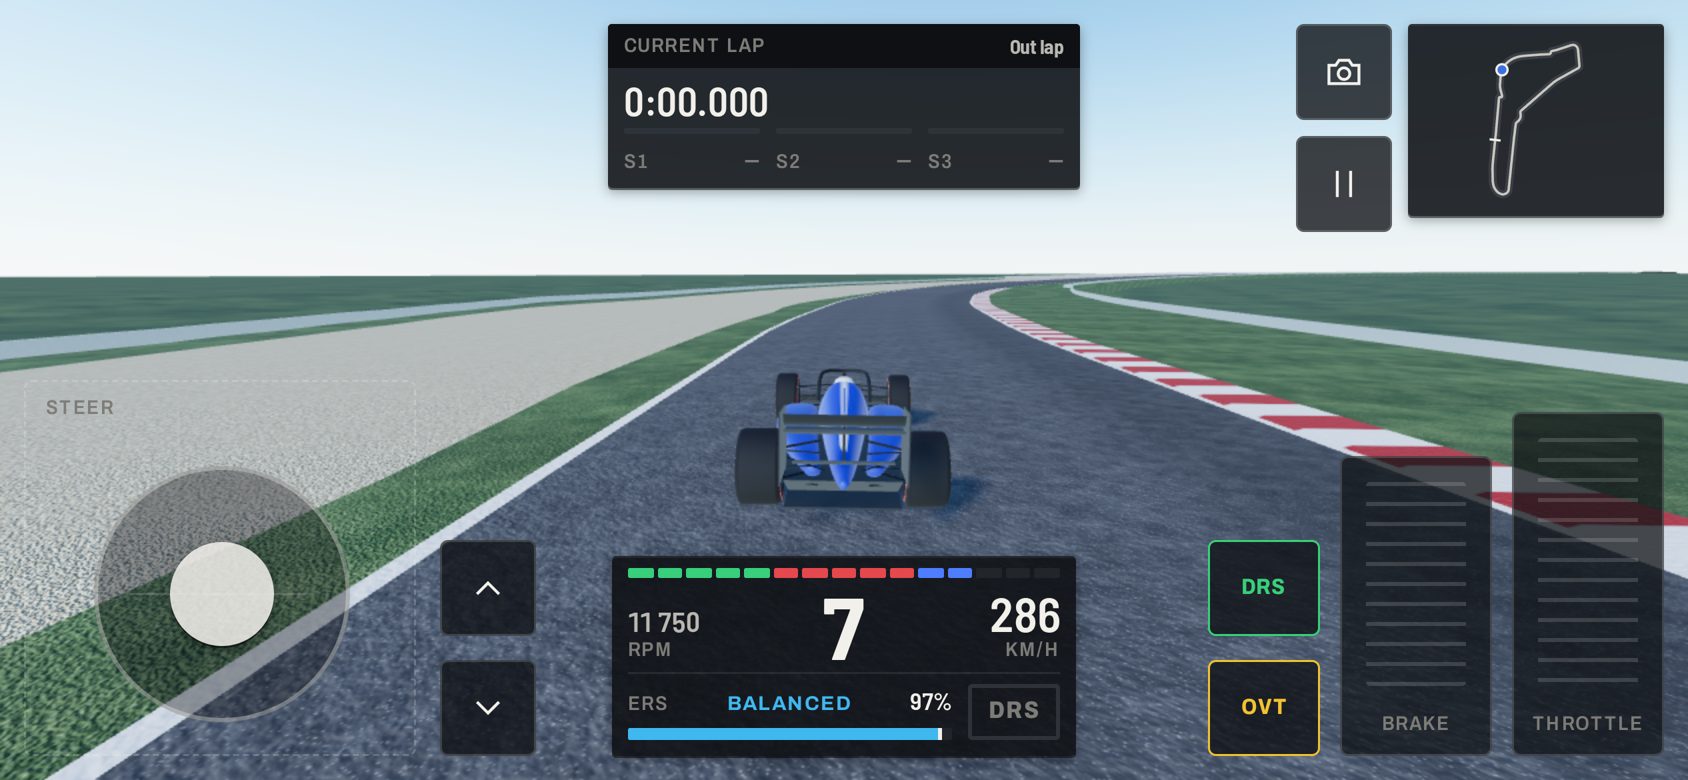 CURRENT LAP Out lap
0:00.000
S1 – S2 – S3 –
STEER
11 750
RPM
7
286
KM/H
ERS BALANCED 97% DRS
DRS
OVT
BRAKE
THROTTLE